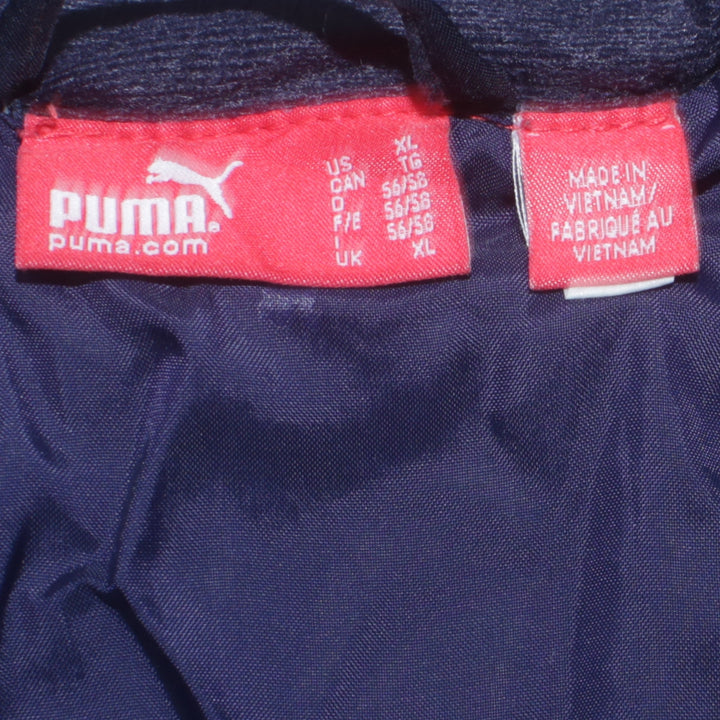 PUMA®
puma.com
US XL
CAN TG
D 56/58
F/E 56/58
I 56/58
UK XL
MADE IN
VIETNAM/
FABRIQUÉ AU
VIETNAM